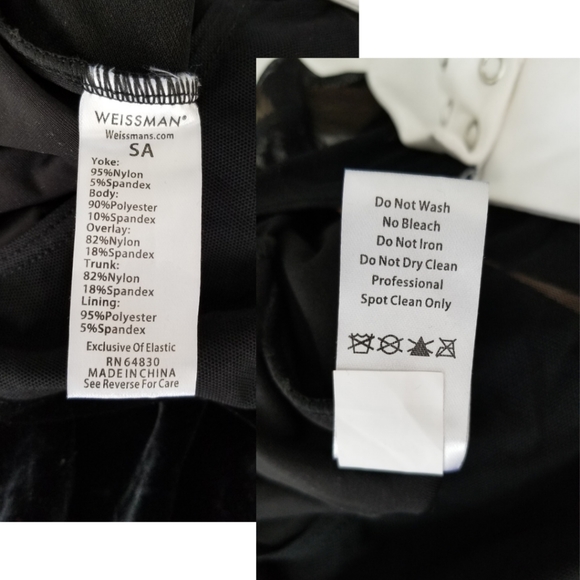 WEISSMAN®
Weissmans.com
SA
Yoke:
95%Nylon
5%Spandex
Body:
90%Polyester
10%Spandex
Overlay:
82%Nylon
18%Spandex
Trunk:
82%Nylon
18%Spandex
Lining:
95%Polyester
5%Spandex
Exclusive Of Elastic
RN 64830
MADE IN CHINA
See Reverse For Care
Do Not Wash
No Bleach
Do Not Iron
Do Not Dry Clean
Professional
Spot Clean Only